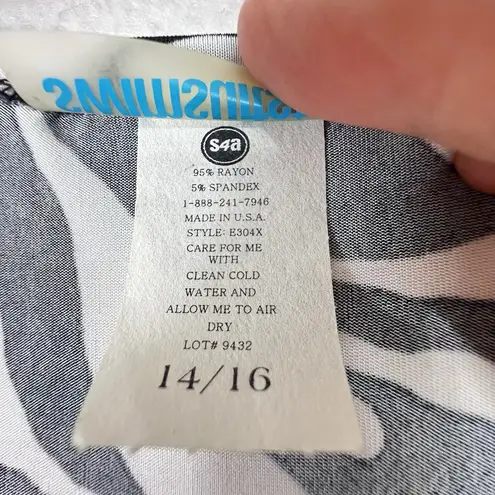 swimsuits
s4a
95% RAYON
5% SPANDEX
1-888-241-7946
MADE IN U.S.A.
STYLE: E304X
CARE FOR ME
WITH
CLEAN COLD
WATER AND
ALLOW ME TO AIR
DRY
LOT# 9432
14/16